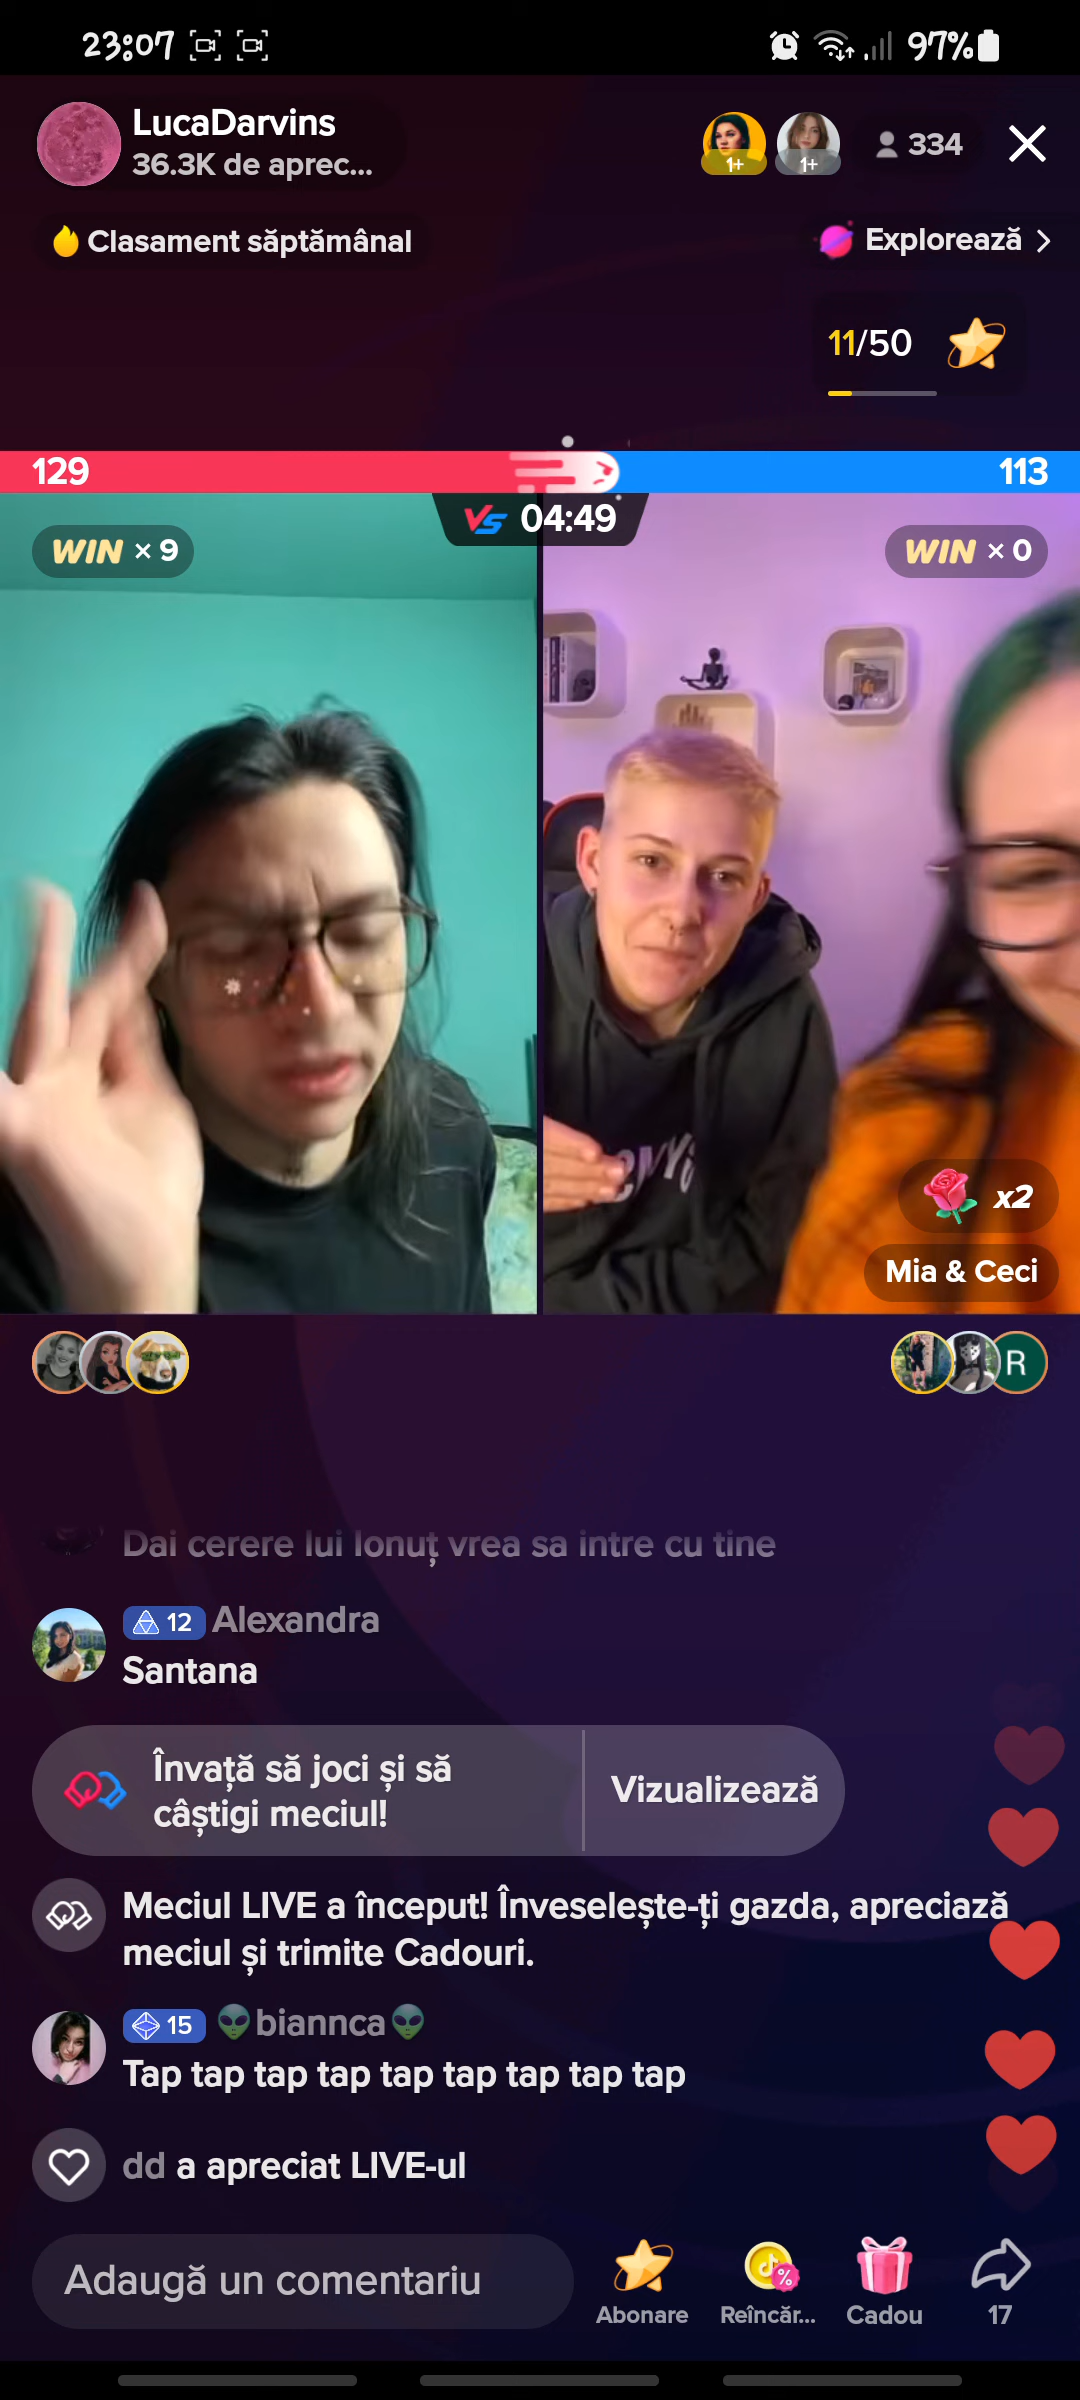 23:07
97%
LucaDarvins
36.3K de aprec...
1+
1+
334
Clasament săptămânal
Explorează
11/50
129
113
VS 04:49
WIN × 9
WIN × 0
x2
Mia & Ceci
R
Dai cerere lui Ionuț vrea sa intre cu tine
12 Alexandra
Santana
Învață să joci și să
câștigi meciul!
Vizualizează
Meciul LIVE a început! Înveselește-ți gazda, apreciază
meciul și trimite Cadouri.
15 👽biannca👽
Tap tap tap tap tap tap tap tap tap
dd a apreciat LIVE-ul
Adaugă un comentariu
%
Abonare
Reîncăr...
Cadou
17